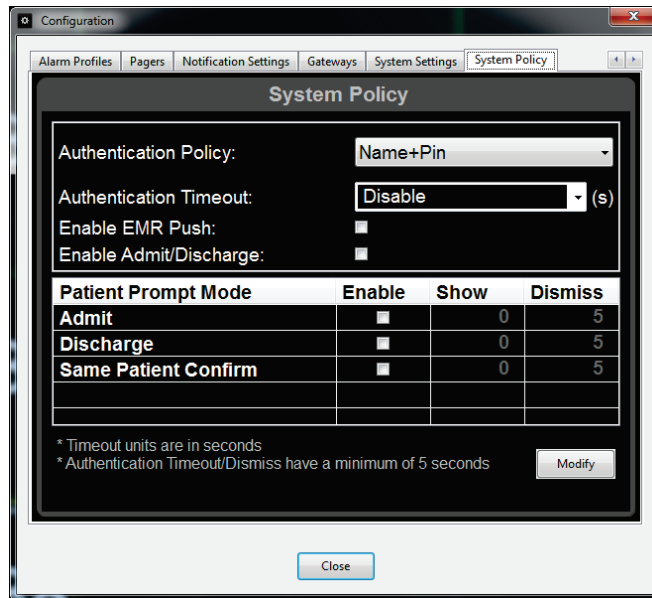 Configuration
Alarm Profiles Pagers Notification Settings Gateways System Settings System Policy
System Policy
Authentication Policy: Name+Pin
Authentication Timeout: Disable (s)
Enable EMR Push:
Enable Admit/Discharge:
Patient Prompt Mode Enable Show Dismiss
Admit 0 5
Discharge 0 5
Same Patient Confirm 0 5
* Timeout units are in seconds
* Authentication Timeout/Dismiss have a minimum of 5 seconds
Modify
Close